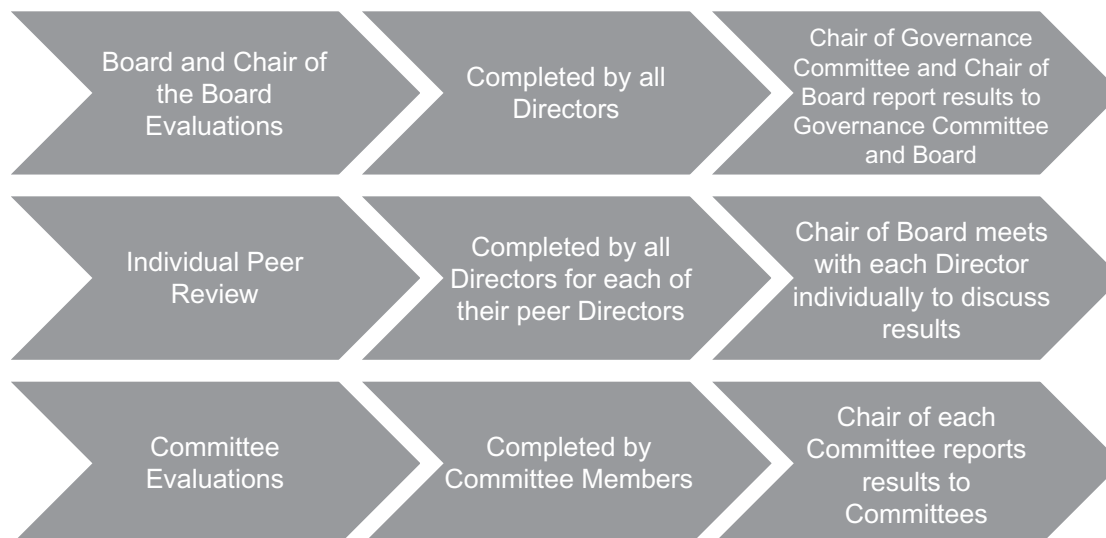 Board and Chair of
the Board
Evaluations
Completed by all
Directors
Chair of Governance
Committee and Chair of
Board report results to
Governance Committee
and Board
Individual Peer
Review
Completed by all
Directors for each of
their peer Directors
Chair of Board meets
with each Director
individually to discuss
results
Committee
Evaluations
Completed by
Committee Members
Chair of each
Committee reports
results to
Committees